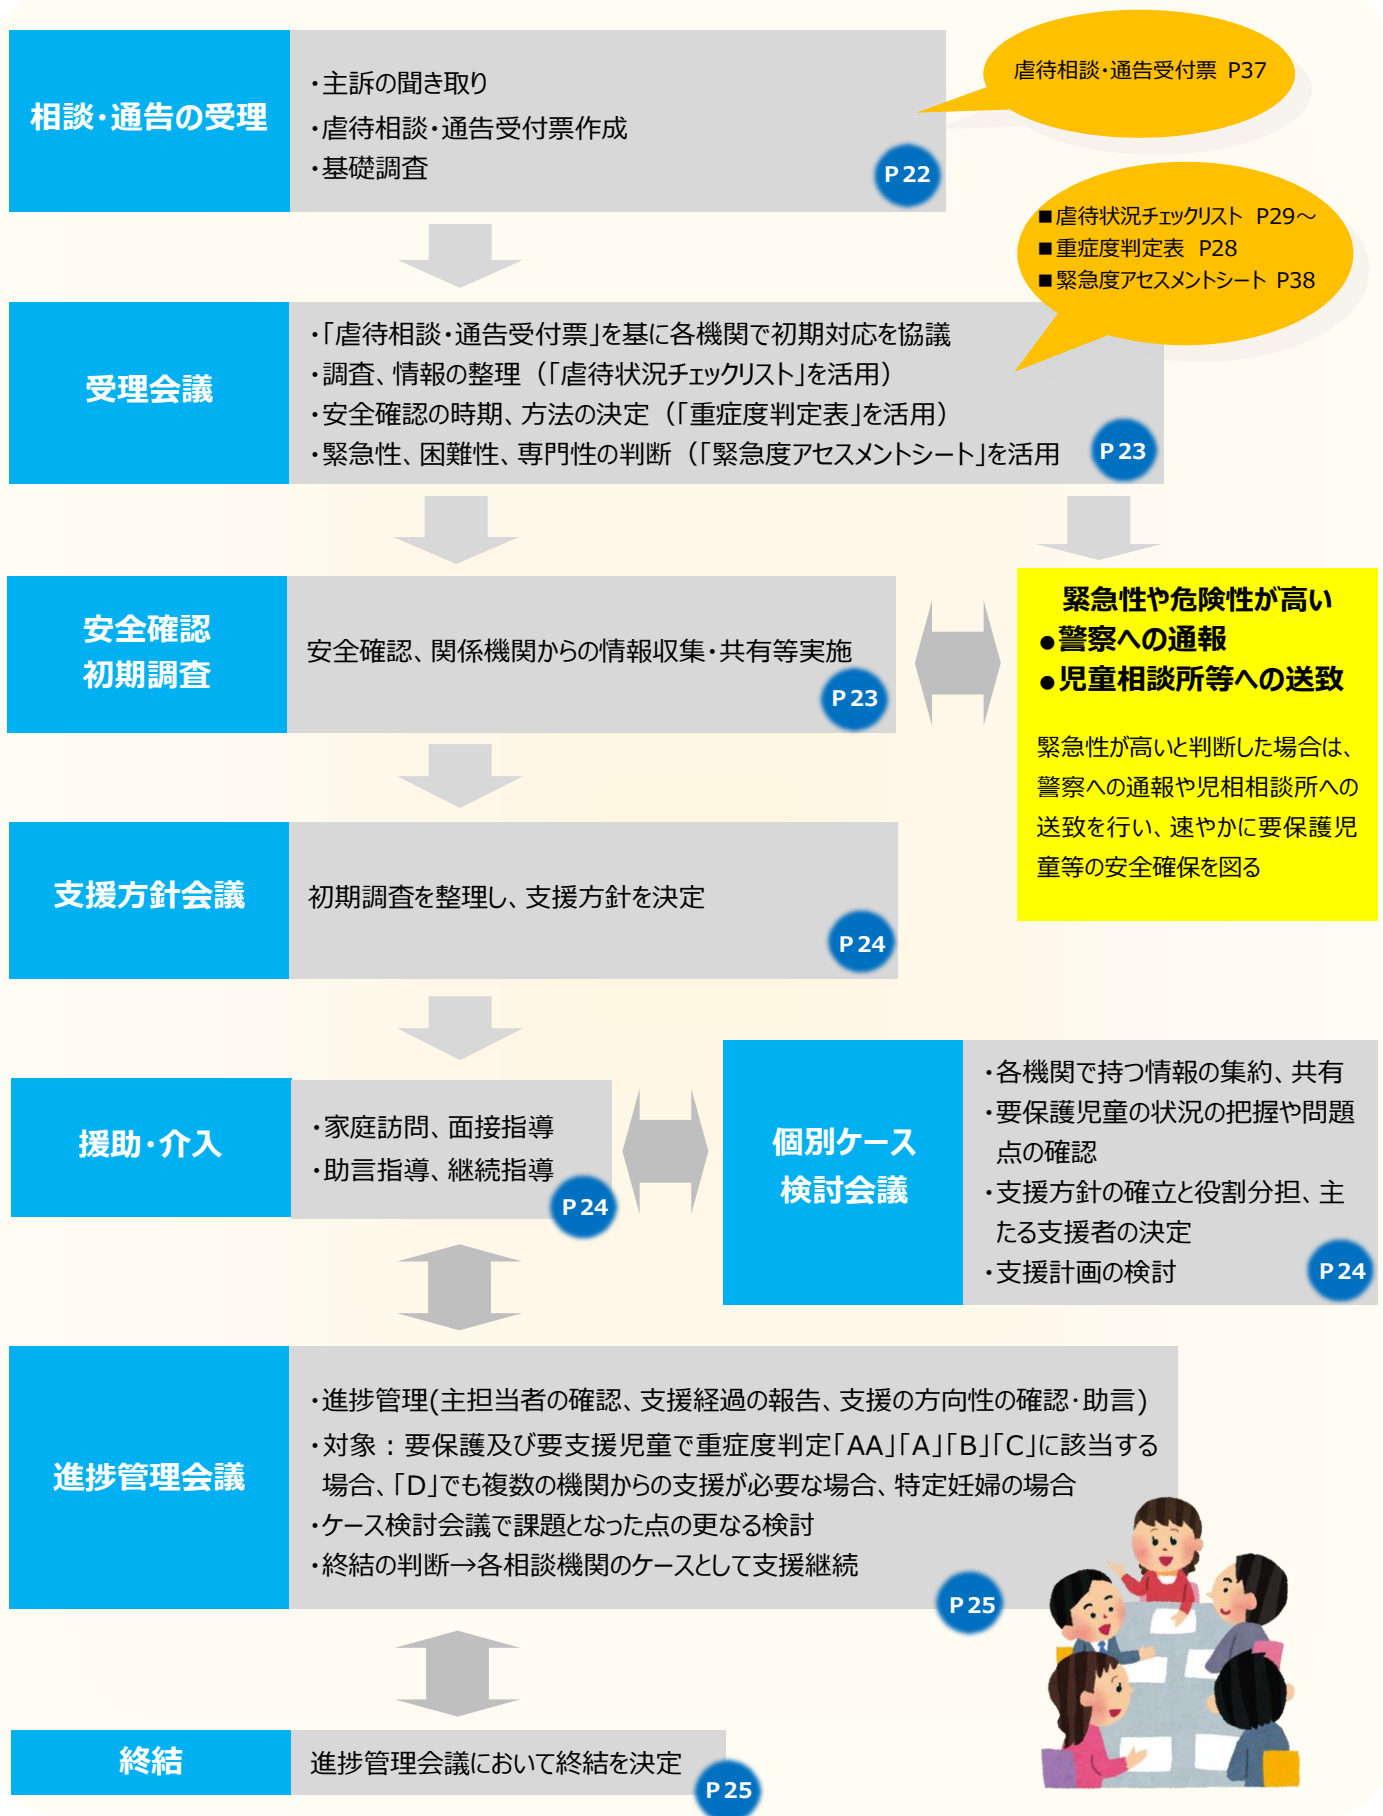 相談・通告の受理
・主訴の聞き取り
・虐待相談・通告受付票作成
・基礎調査
P22
虐待相談・通告受付票 P37
■虐待状況チェックリスト P29～
■重症度判定表 P28
■緊急度アセスメントシート P38
受理会議
・「虐待相談・通告受付票」を基に各機関で初期対応を協議
・調査、情報の整理（「虐待状況チェックリスト」を活用）
・安全確認の時期、方法の決定（「重症度判定表」を活用）
・緊急性、困難性、専門性の判断（「緊急度アセスメントシート」を活用
P23
安全確認
初期調査
安全確認、関係機関からの情報収集・共有等実施
P23
緊急性や危険性が高い
●警察への通報
●児童相談所等への送致
緊急性が高いと判断した場合は、
警察への通報や児相相談所への
送致を行い、速やかに要保護児
童等の安全確保を図る
支援方針会議
初期調査を整理し、支援方針を決定
P24
援助・介入
・家庭訪問、面接指導
・助言指導、継続指導
P24
個別ケース
検討会議
・各機関で持つ情報の集約、共有
・要保護児童の状況の把握や問題
点の確認
・支援方針の確立と役割分担、主
たる支援者の決定
・支援計画の検討
P24
進捗管理会議
・進捗管理(主担当者の確認、支援経過の報告、支援の方向性の確認・助言)
・対象：要保護及び要支援児童で重症度判定「AA」「A」「B」「C」に該当する
場合、「D」でも複数の機関からの支援が必要な場合、特定妊婦の場合
・ケース検討会議で課題となった点の更なる検討
・終結の判断→各相談機関のケースとして支援継続
P25
終結
進捗管理会議において終結を決定
P25